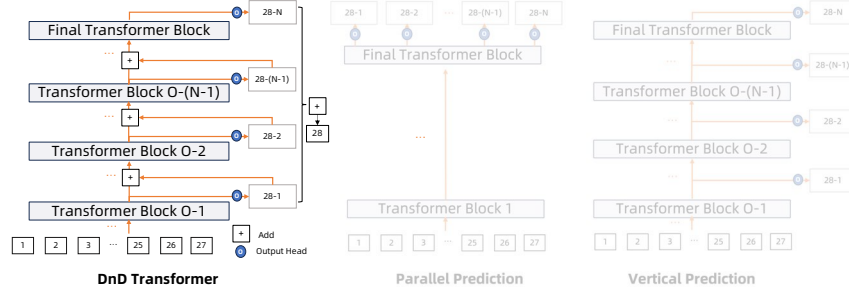 28-N
Final Transformer Block
... +
28-(N-1)
Transformer Block O-(N-1)
... +
28-2
Transformer Block O-2
... +
28-1
Transformer Block O-1
+
28
1 2 3 ... 25 26 27
+ Add
o Output Head
DnD Transformer
28-1 28-2 ... 28-(N-1) 28-N
o o o o
Final Transformer Block
...
Transformer Block 1
1 2 3 ... 25 26 27
Parallel Prediction
28-N
Final Transformer Block
...
28-(N-1)
Transformer Block O-(N-1)
...
28-2
Transformer Block O-2
...
28-1
Transformer Block O-1
1 2 3 ... 25 26 27
Vertical Prediction